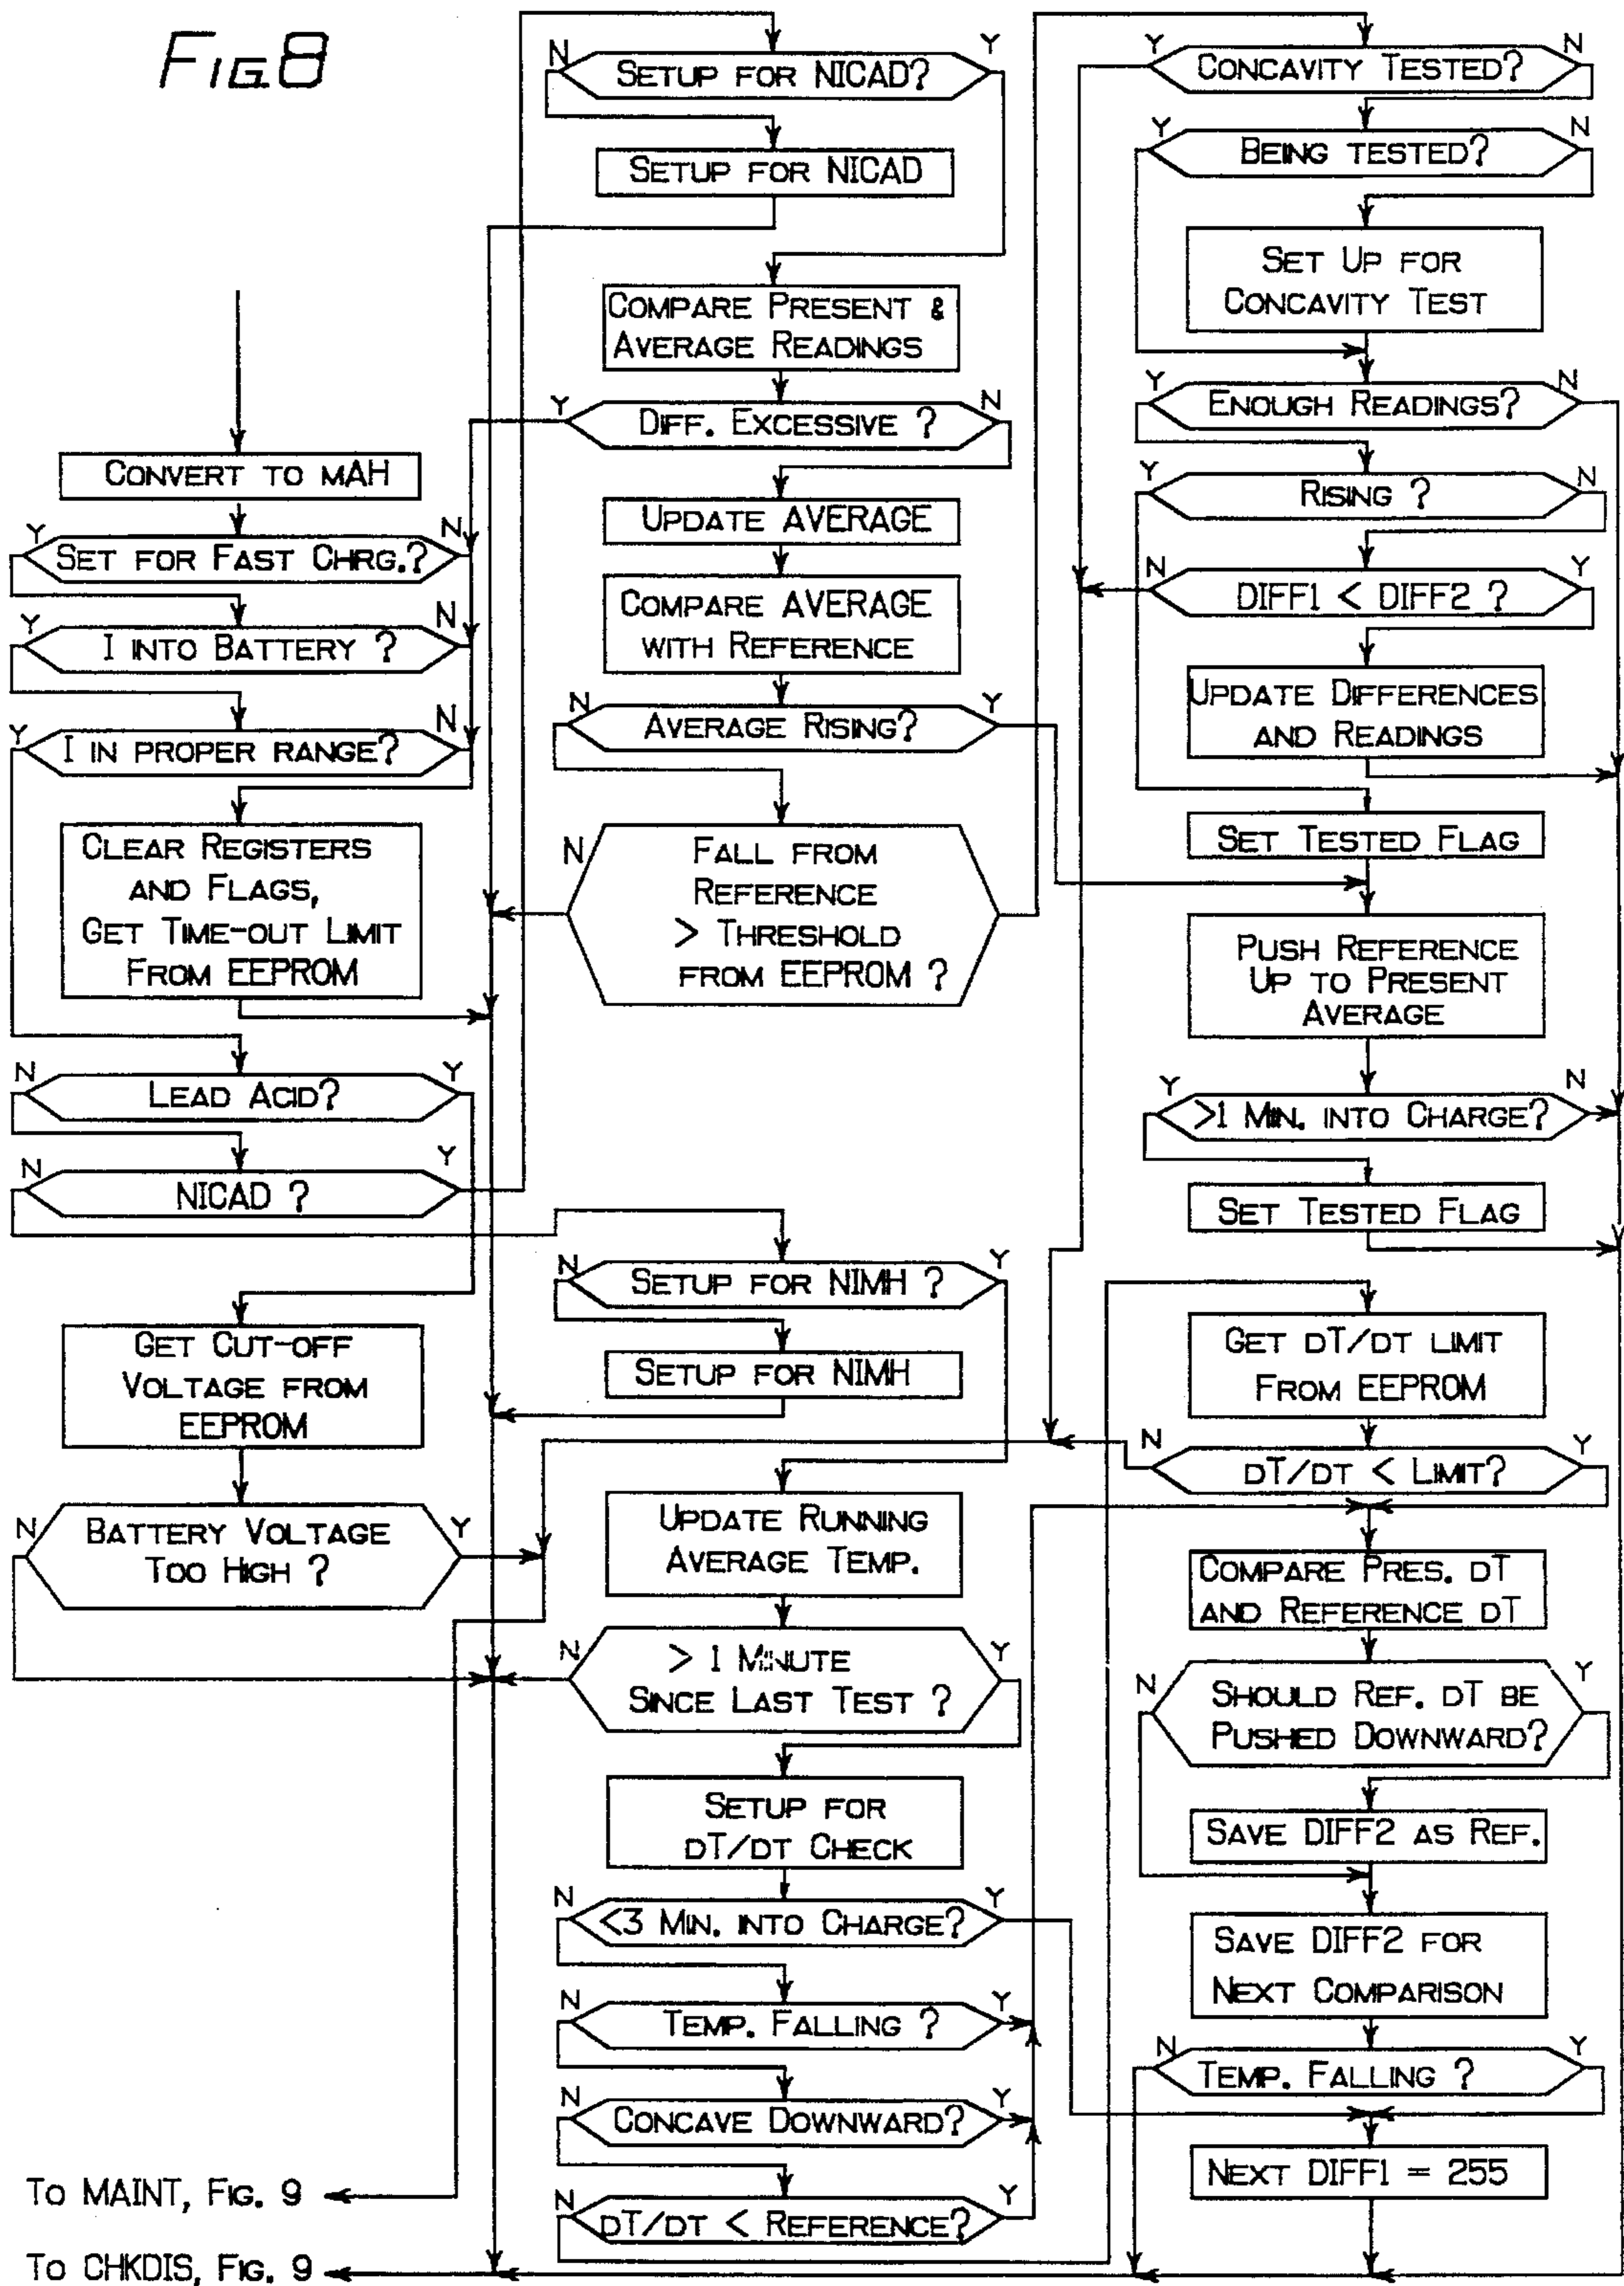 FIG. 8
CONVERT TO MAH
Y
N
SET FOR FAST CHRG.?
Y
N
I INTO BATTERY ?
Y
N
I IN PROPER RANGE?
CLEAR REGISTERS
AND FLAGS,
GET TIME-OUT LIMIT
FROM EEPROM
N
Y
LEAD ACID?
N
Y
NICAD ?
GET CUT-OFF
VOLTAGE FROM
EEPROM
N
Y
BATTERY VOLTAGE
TOO HIGH ?
TO MAINT, FIG. 9
TO CHKDIS, FIG. 9
N
Y
SETUP FOR NICAD?
SETUP FOR NICAD
COMPARE PRESENT &
AVERAGE READINGS
Y
N
DIFF. EXCESSIVE ?
UPDATE AVERAGE
COMPARE AVERAGE
WITH REFERENCE
N
Y
AVERAGE RISING?
N
FALL FROM
REFERENCE
> THRESHOLD
FROM EEPROM ?
N
Y
SETUP FOR NIMH ?
SETUP FOR NIMH
UPDATE RUNNING
AVERAGE TEMP.
N
Y
> 1 MINUTE
SINCE LAST TEST ?
SETUP FOR
DT/DT CHECK
N
Y
<3 MIN. INTO CHARGE?
N
Y
TEMP. FALLING ?
N
Y
CONCAVE DOWNWARD?
N
Y
DT/DT < REFERENCE?
Y
N
CONCAVITY TESTED?
Y
N
BEING TESTED?
SET UP FOR
CONCAVITY TEST
Y
N
ENOUGH READINGS?
Y
N
RISING ?
N
Y
DIFF1 < DIFF2 ?
UPDATE DIFFERENCES
AND READINGS
SET TESTED FLAG
PUSH REFERENCE
UP TO PRESENT
AVERAGE
Y
N
>1 MIN. INTO CHARGE?
SET TESTED FLAG
GET DT/DT LIMIT
FROM EEPROM
N
Y
DT/DT < LIMIT?
COMPARE PRES. DT
AND REFERENCE DT
N
Y
SHOULD REF. DT BE
PUSHED DOWNWARD?
SAVE DIFF2 AS REF.
SAVE DIFF2 FOR
NEXT COMPARISON
N
Y
TEMP. FALLING ?
NEXT DIFF1 = 255